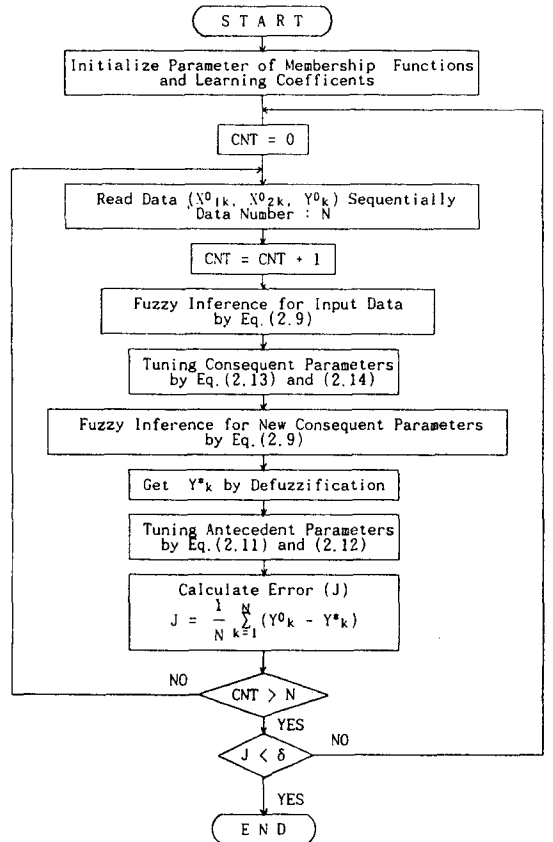 START
Initialize Parameter of Membership Functions
and Learning Coefficents
CNT = 0
Read Data (X⁰₁ₖ, X⁰₂ₖ, Y⁰ₖ) Sequentially
Data Number : N
CNT = CNT + 1
Fuzzy Inference for Input Data
by Eq.(2.9)
Tuning Consequent Parameters
by Eq.(2.13) and (2.14)
Fuzzy Inference for New Consequent Parameters
by Eq.(2.9)
Get Y*ₖ by Defuzzification
Tuning Antecedent Parameters
by Eq.(2.11) and (2.12)
Calculate Error (J)
J = 1/N N∑k=1 (Y⁰ₖ - Y*ₖ)
NO
CNT > N
YES
J < δ
NO
YES
END